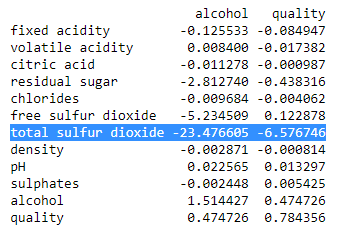 alcohol quality
fixed acidity -0.125533 -0.084947
volatile acidity 0.008400 -0.017382
citric acid -0.011278 -0.000987
residual sugar -2.812740 -0.438316
chlorides -0.009684 -0.004062
free sulfur dioxide -5.234509 0.122878
total sulfur dioxide -23.476605 -6.576746
density -0.002871 -0.000814
pH 0.022565 0.013297
sulphates -0.002448 0.005425
alcohol 1.514427 0.474726
quality 0.474726 0.784356